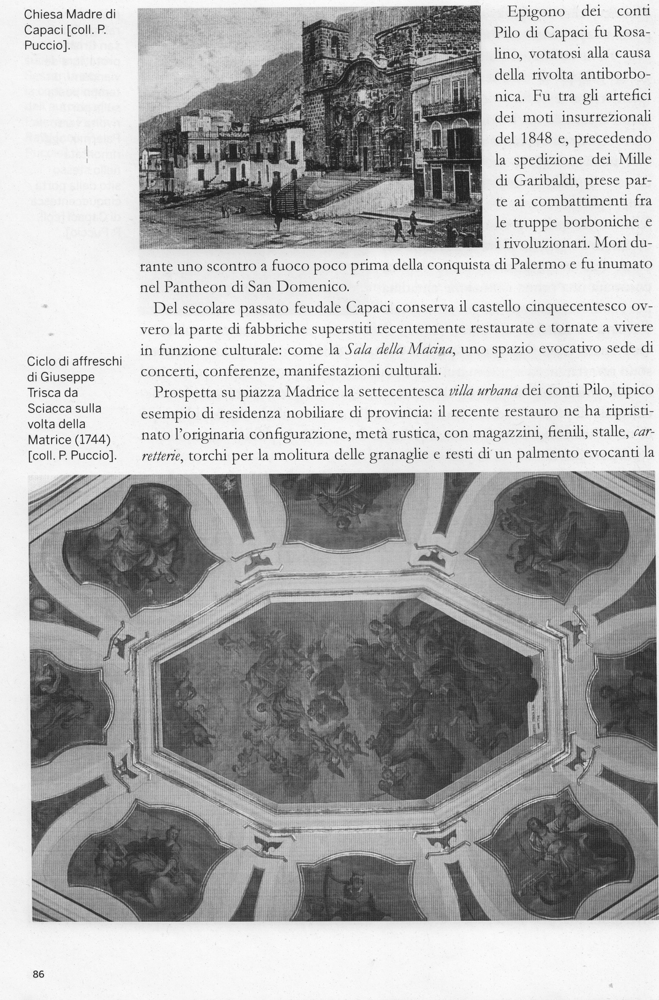 Chiesa Madre di
Capaci [coll. P.
Puccio].
Epigono dei conti
Pilo di Capaci fu Rosa-
lino, votatosi alla causa
della rivolta antiborbo-
nica. Fu tra gli artefici
dei moti insurrezionali
del 1848 e, precedendo
la spedizione dei Mille
di Garibaldi, prese par-
te ai combattimenti fra
le truppe borboniche e
i rivoluzionari. Morì du-
rante uno scontro a fuoco poco prima della conquista di Palermo e fu inumato
nel Pantheon di San Domenico.
Del secolare passato feudale Capaci conserva il castello cinquecentesco ov-
vero la parte di fabbriche superstiti recentemente restaurate e tornate a vivere
in funzione culturale: come la Sala della Macina, uno spazio evocativo sede di
concerti, conferenze, manifestazioni culturali.
Prospetta su piazza Madrice la settecentesca villa urbana dei conti Pilo, tipico
esempio di residenza nobiliare di provincia: il recente restauro ne ha ripristi-
nato l'originaria configurazione, metà rustica, con magazzini, fienili, stalle, car-
retterie, torchi per la molitura delle granaglie e resti di un palmento evocanti la
Ciclo di affreschi
di Giuseppe
Trisca da
Sciacca sulla
volta della
Matrice (1744)
[coll. P. Puccio].
86